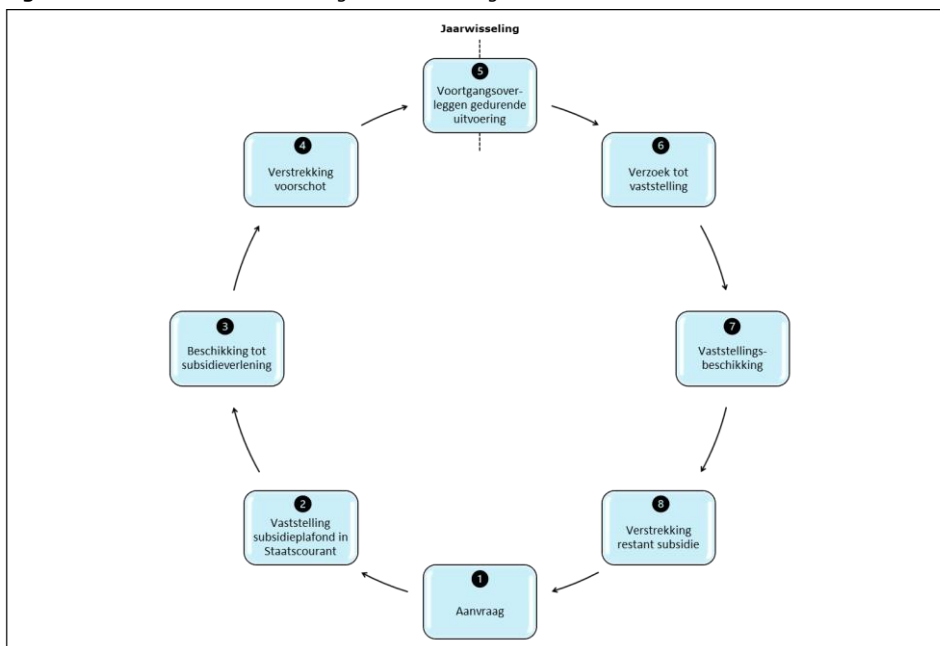 Jaarwisseling
5
Voortgangsover-
leggen gedurende
uitvoering
4
Verstrekking
voorschot
6
Verzoek tot
vaststelling
3
Beschikking tot
subsidieverlening
7
Vaststellings-
beschikking
2
Vaststelling
subsidieplafond in
Staatscourant
8
Verstrekking
restant subsidie
1
Aanvraag